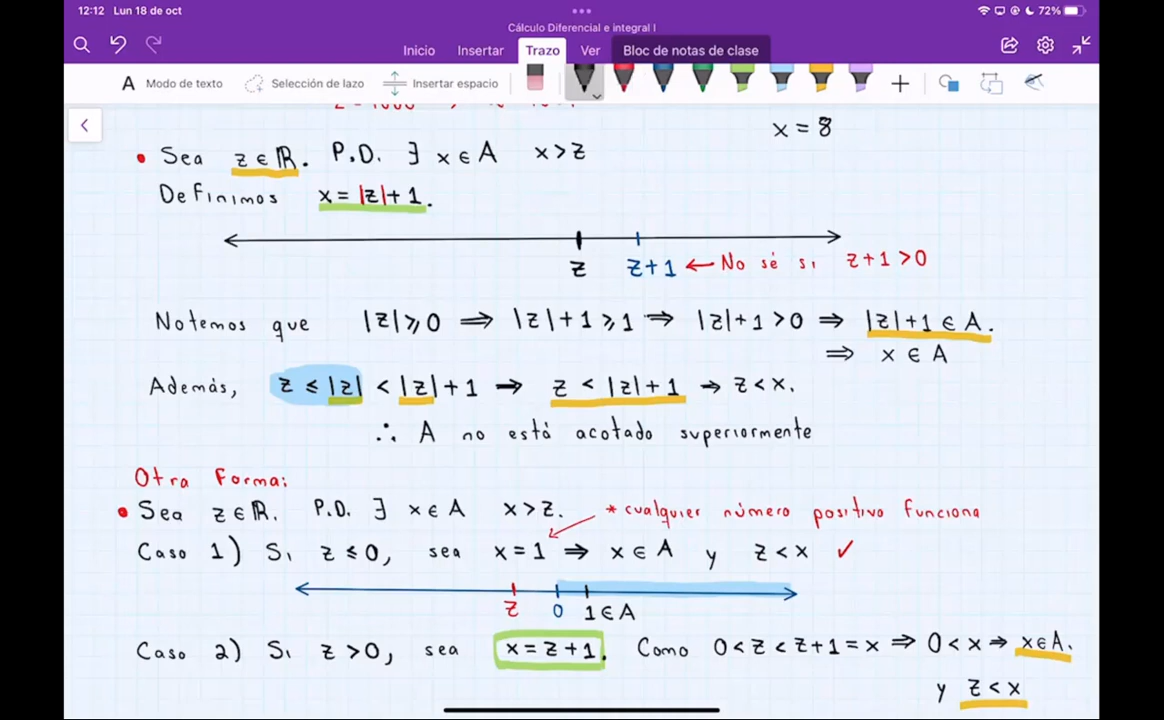 12:12 Lun 18 de oct
72%
Cálculo Diferencial e integral I
Inicio Insertar Trazo Ver Bloc de notas de clase
A Modo de texto Selección de lazo Insertar espacio
x = 8
• Sea z ∈ ℝ. P.D. ∃ x ∈ A x > z
Definimos x = |z| + 1.
z z+1 ← No sé si z+1 > 0
Notemos que |z| ≥ 0 ⇒ |z| + 1 ≥ 1 ⇒ |z| + 1 > 0 ⇒ |z| + 1 ∈ A.
⇒ x ∈ A
Además, z ≤ |z| < |z| + 1 → z < |z| + 1 → z < x.
∴ A no está acotado superiormente
Otra Forma:
• Sea z ∈ ℝ. P.D. ∃ x ∈ A x > z. * cualquier número positivo funciona
Caso 1) Si z ≤ 0, sea x = 1 ⇒ x ∈ A y z < x ✓
z 0 1 ∈ A
Caso 2) Si z > 0, sea x = z + 1. Como 0 < z < z + 1 = x ⇒ 0 < x ⇒ x ∈ A.
y z < x